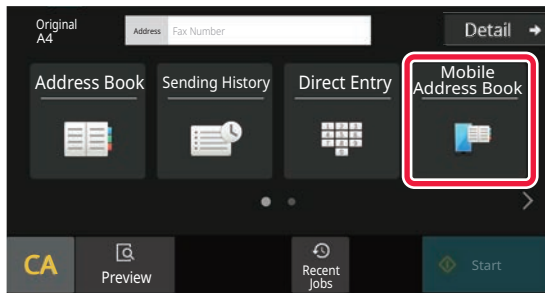 Original
A4
Address
Fax Number
Detail
Address Book
Sending History
Direct Entry
Mobile
Address Book
CA
Preview
Recent
Jobs
Start